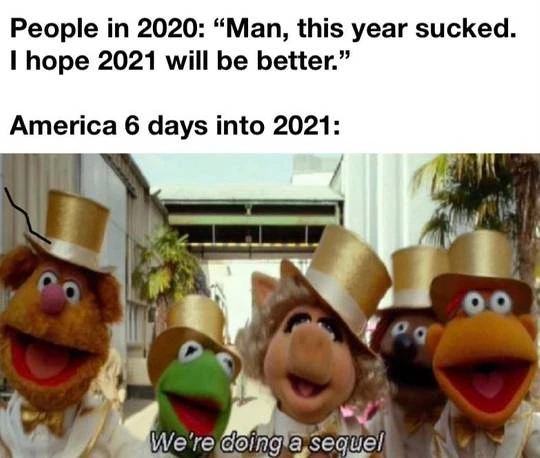 People in 2020: “Man, this year sucked.
I hope 2021 will be better.”
America 6 days into 2021:
We're doing a sequel